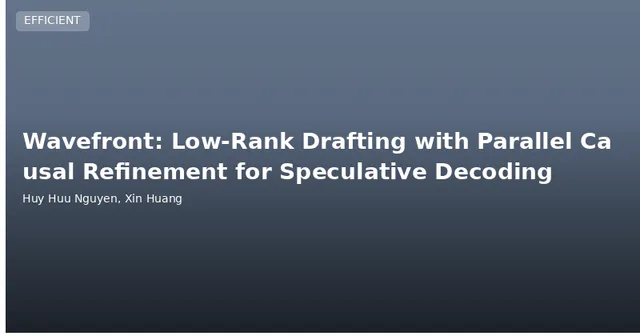 EFFICIENT
Wavefront: Low-Rank Drafting with Parallel Ca
usal Refinement for Speculative Decoding
Huy Huu Nguyen, Xin Huang